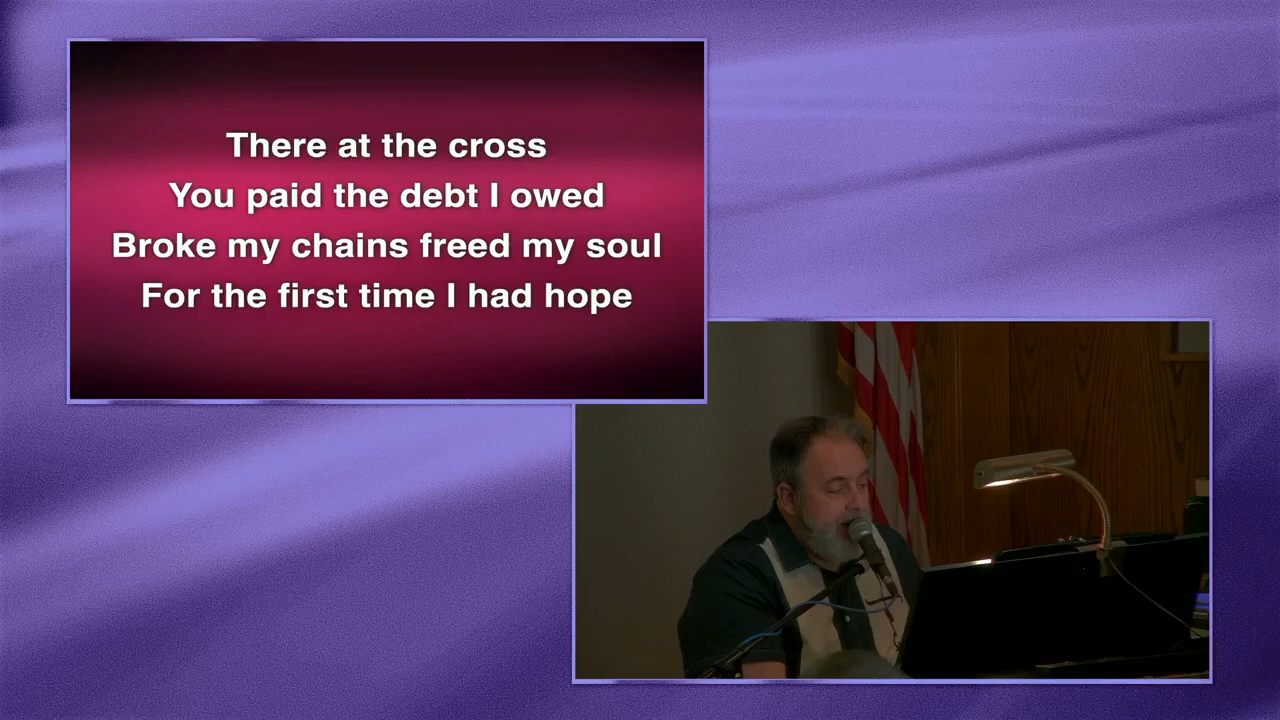 There at the cross
You paid the debt I owed
Broke my chains freed my soul
For the first time I had hope